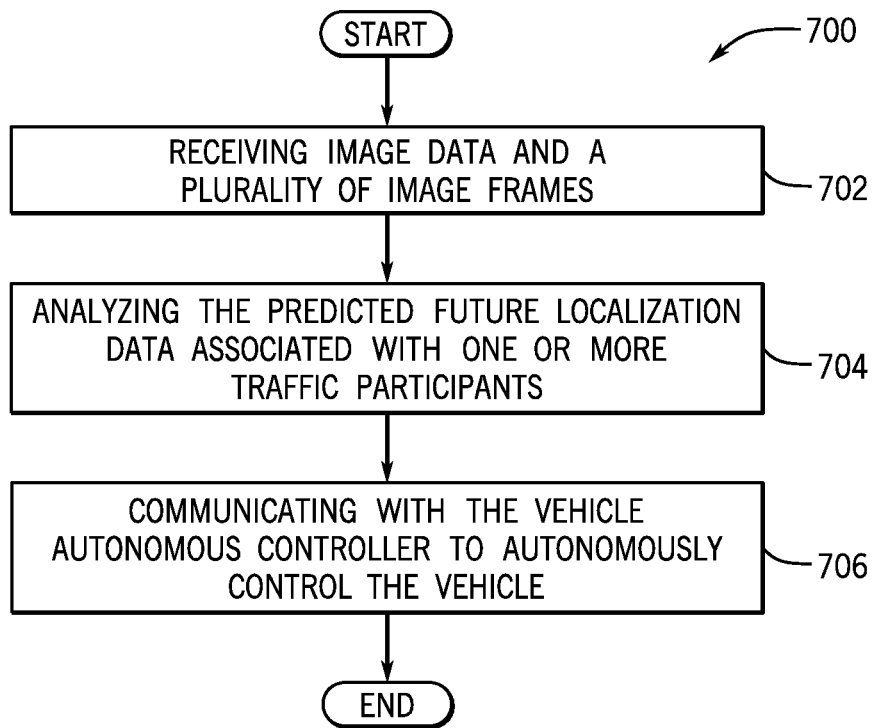 START
700
RECEIVING IMAGE DATA AND A
PLURALITY OF IMAGE FRAMES
702
ANALYZING THE PREDICTED FUTURE LOCALIZATION
DATA ASSOCIATED WITH ONE OR MORE
TRAFFIC PARTICIPANTS
704
COMMUNICATING WITH THE VEHICLE
AUTONOMOUS CONTROLLER TO AUTONOMOUSLY
CONTROL THE VEHICLE
706
END